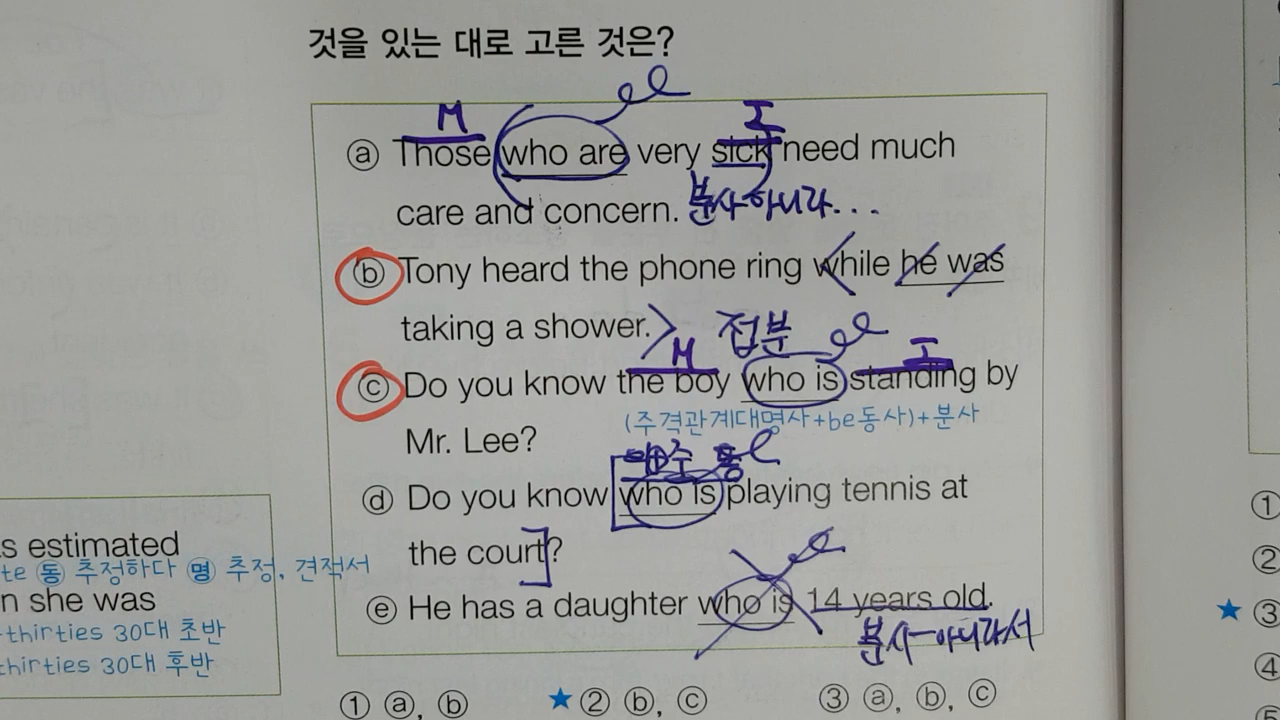 것을 있는 대로 고른 것은?
M
I
ⓐ Those who are very sick need much
care and concern. 분사 아니라...
ⓑ Tony heard the phone ring while he was
taking a shower. 접분
M
I
ⓒ Do you know the boy who is standing by
(주격관계대명사+be동사)+분사
Mr. Lee?
ⓓ Do you know who is playing tennis at
the court?
ⓔ He has a daughter who is 14 years old.
분사 아니라서
① ⓐ, ⓑ ★② ⓑ, ⓒ ③ ⓐ, ⓑ, ⓒ
s estimated
te 동 추정하다 명 추정, 견적서
n she was
thirties 30대 초반
thirties 30대 후반
①
②
★③
④